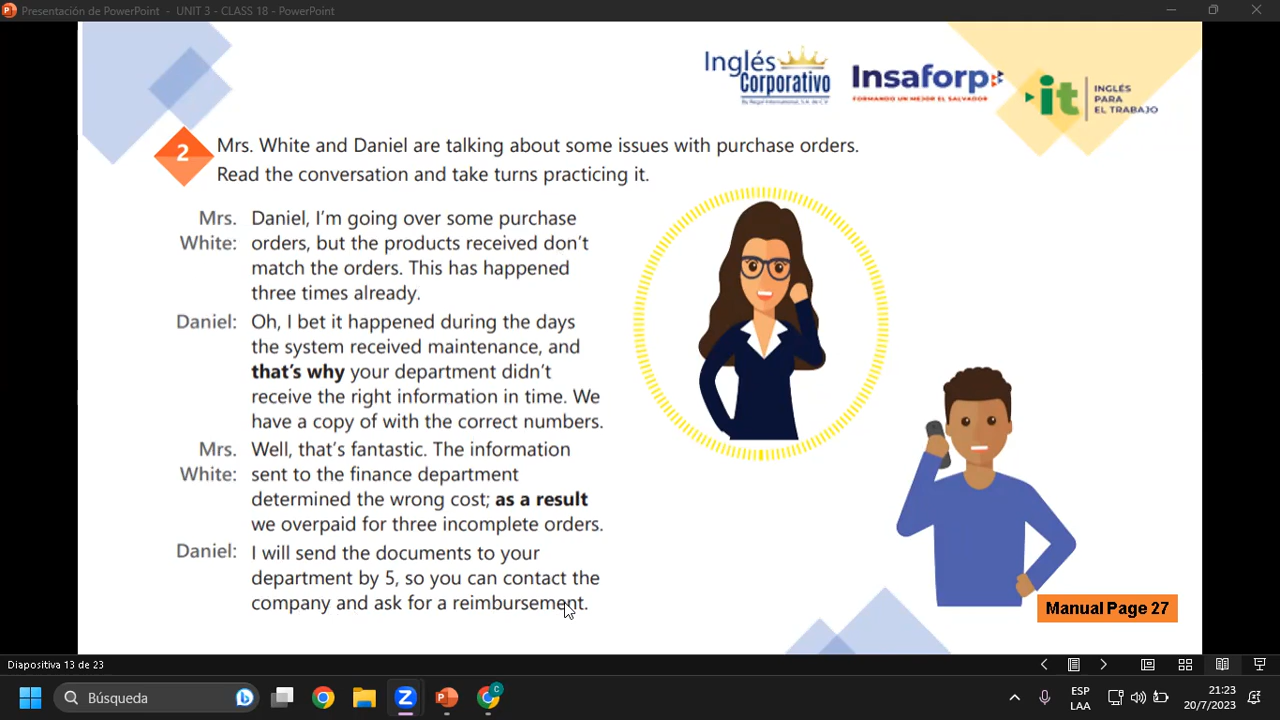 Presentación de PowerPoint - UNIT 3 - CLASS 18 - PowerPoint
Inglés
Corporativo
By Regal International, S.A. de C.V.
Insaforp
FORMANDO UN MEJOR EL SALVADOR
it
INGLÉS
PARA
EL TRABAJO
2
Mrs. White and Daniel are talking about some issues with purchase orders.
Read the conversation and take turns practicing it.
Mrs. Daniel, I'm going over some purchase
White: orders, but the products received don't
match the orders. This has happened
three times already.
Daniel: Oh, I bet it happened during the days
the system received maintenance, and
that's why your department didn't
receive the right information in time. We
have a copy of with the correct numbers.
Mrs. Well, that's fantastic. The information
White: sent to the finance department
determined the wrong cost; as a result
we overpaid for three incomplete orders.
Daniel: I will send the documents to your
department by 5, so you can contact the
company and ask for a reimbursement.
Manual Page 27
Diapositiva 13 de 23
Búsqueda
C
ESP
LAA
21:23
20/7/2023